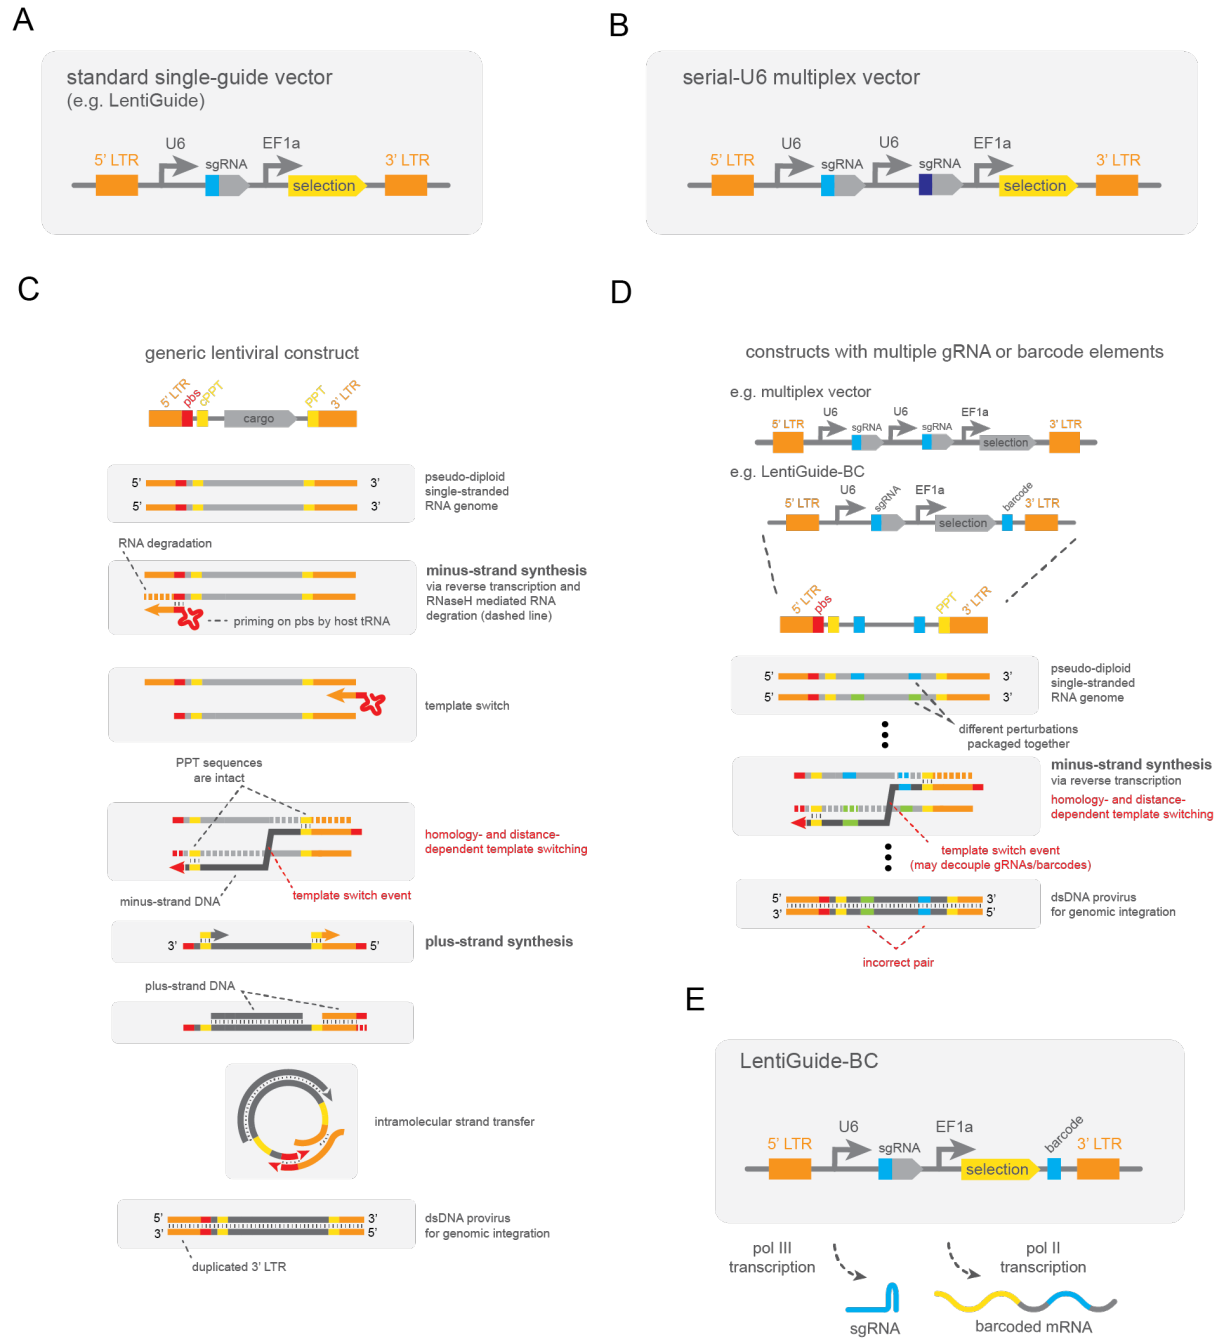 A
standard single-guide vector
(e.g. LentiGuide)
5' LTR
U6
sgRNA
EF1a
selection
3' LTR
B
serial-U6 multiplex vector
5' LTR
U6
sgRNA
U6
sgRNA
EF1a
selection
3' LTR
C
generic lentiviral construct
5' LTR
pbs
cPPT
cargo
PPT
3' LTR
5' 3'
5' 3'
pseudo-diploid
single-stranded
RNA genome
RNA degradation
priming on pbs by host tRNA
minus-strand synthesis
via reverse transcription and
RNaseH mediated RNA
degration (dashed line)
template switch
PPT sequences
are intact
homology- and distance-
dependent template switching
minus-strand DNA
template switch event
3' 5'
plus-strand synthesis
plus-strand DNA
intramolecular strand transfer
5' 3'
3' 5'
dsDNA provirus
for genomic integration
duplicated 3' LTR
D
constructs with multiple gRNA or barcode elements
e.g. multiplex vector
5' LTR
U6
sgRNA
U6
sgRNA
EF1a
selection
3' LTR
e.g. LentiGuide-BC
5' LTR
U6
sgRNA
EF1a
selection
barcode
3' LTR
5' LTR
pbs
PPT
3' LTR
5' 3'
5' 3'
pseudo-diploid
single-stranded
RNA genome
different perturbations
packaged together
minus-strand synthesis
via reverse transcription
homology- and distance-
dependent template switching
template switch event
(may decouple gRNAs/barcodes)
5' 3'
3' 5'
dsDNA provirus
for genomic integration
incorrect pair
E
LentiGuide-BC
5' LTR
U6
sgRNA
EF1a
selection
barcode
3' LTR
pol III
transcription
sgRNA
pol II
transcription
barcoded mRNA